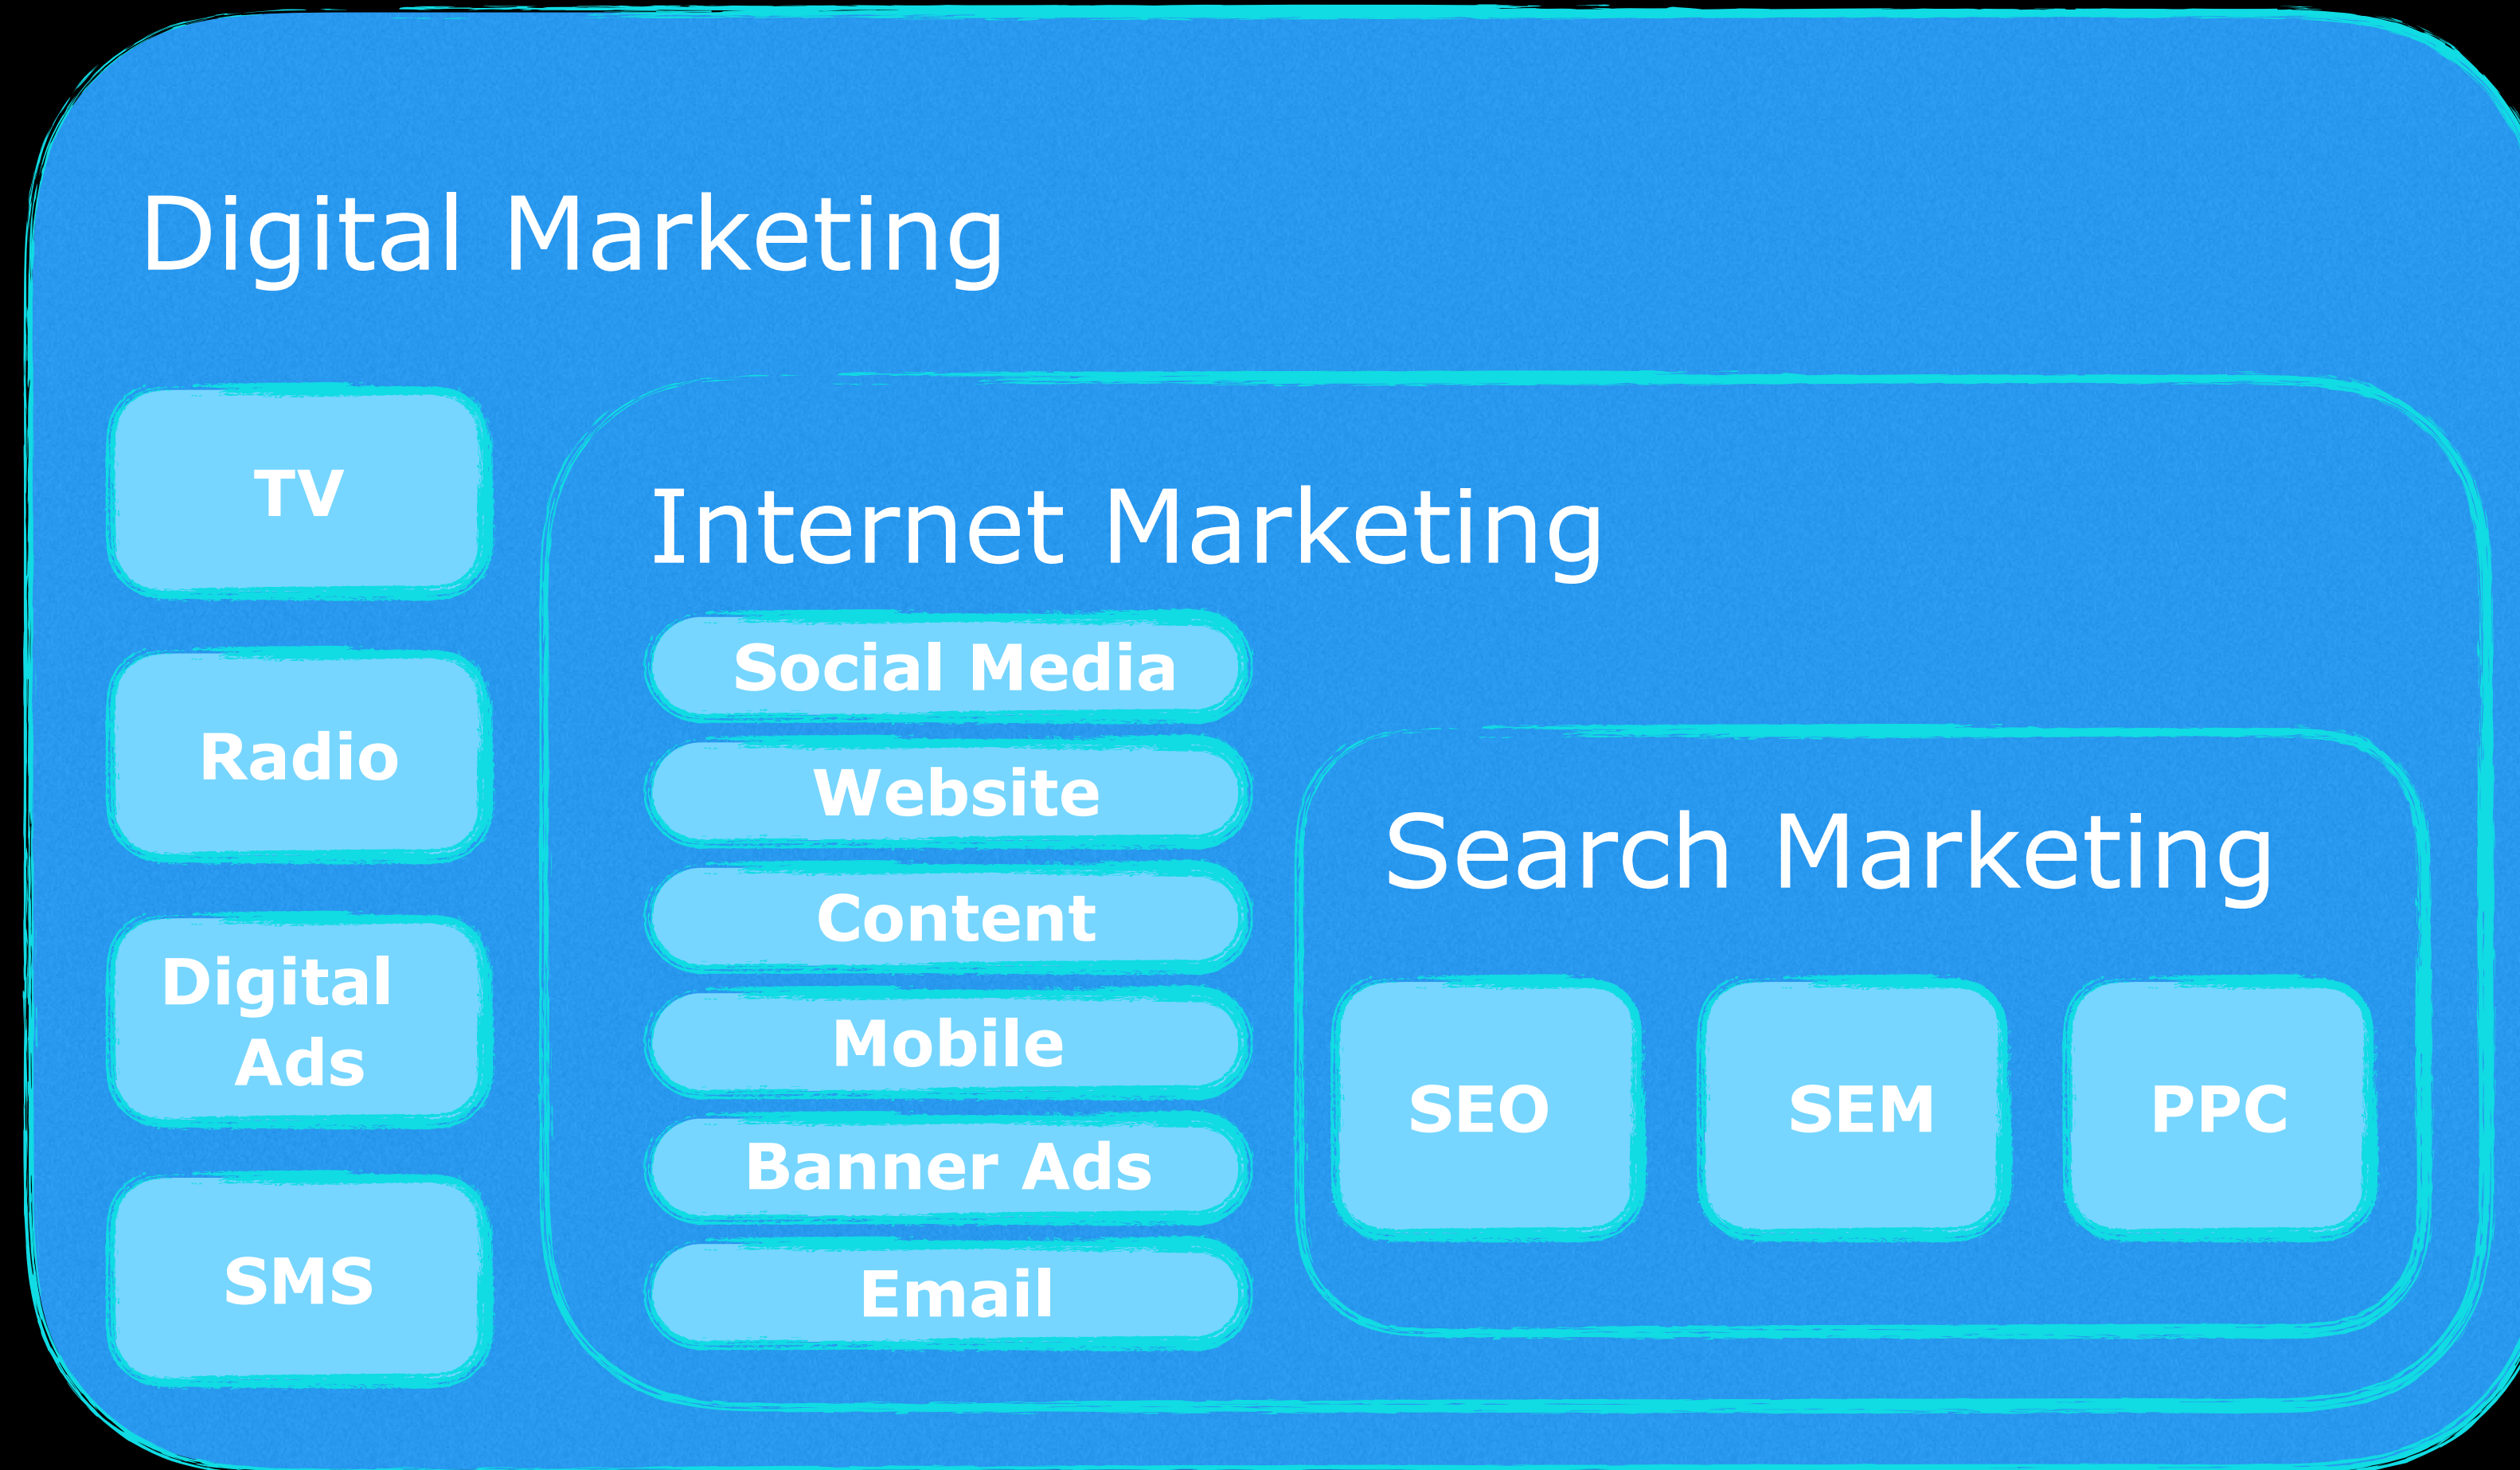 Digital Marketing
TV
Radio
Digital
Ads
SMS
Internet Marketing
Social Media
Website
Content
Mobile
Banner Ads
Email
Search Marketing
SEO
SEM
PPC